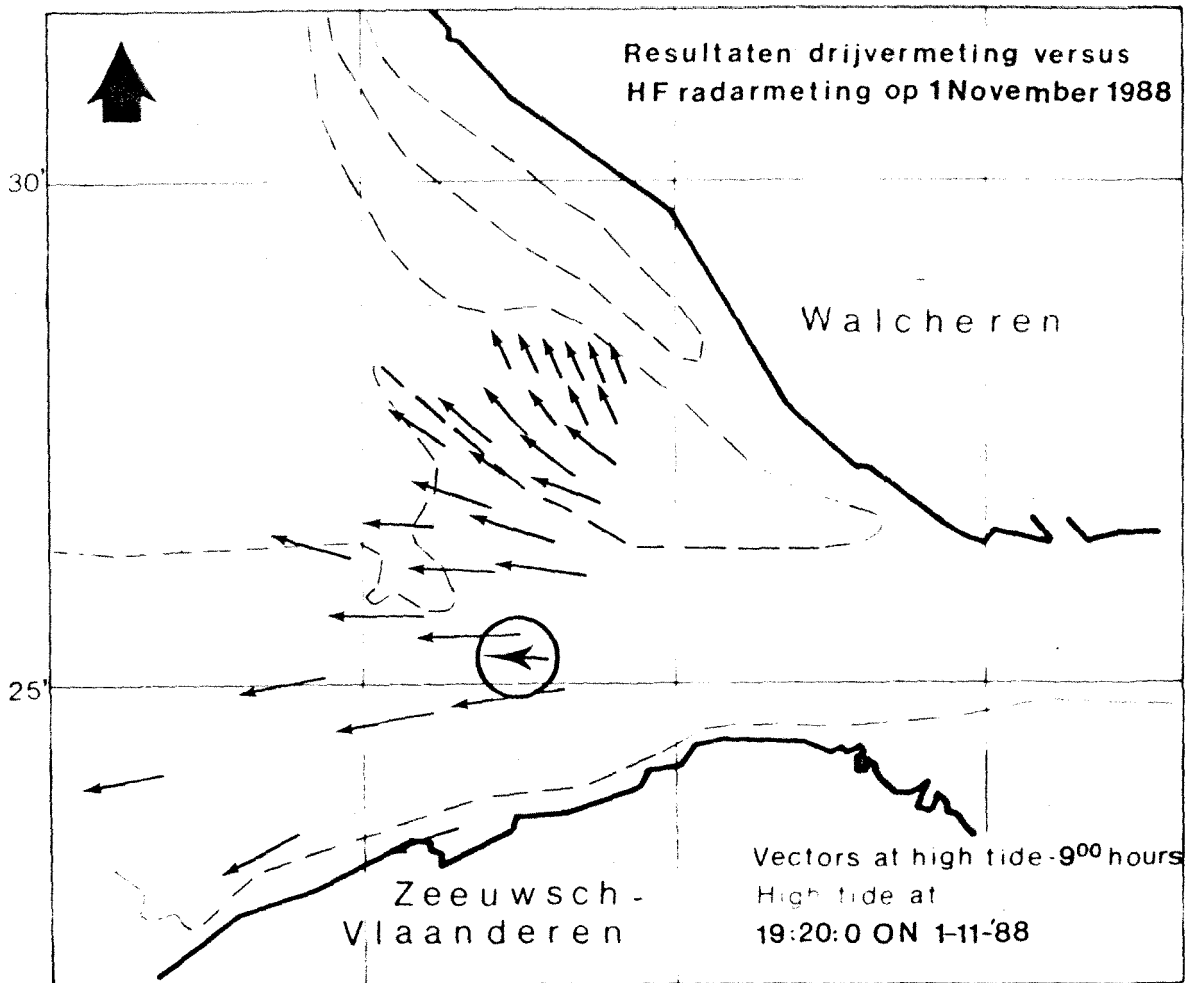 Resultaten drijvermeting versus
HF radarmeting op 1 November 1988
30'
Walcheren
25'
Vectors at high tide-9⁰⁰ hours
High tide at
19:20:0 ON 1-11-'88
Zeeuwsch-
Vlaanderen